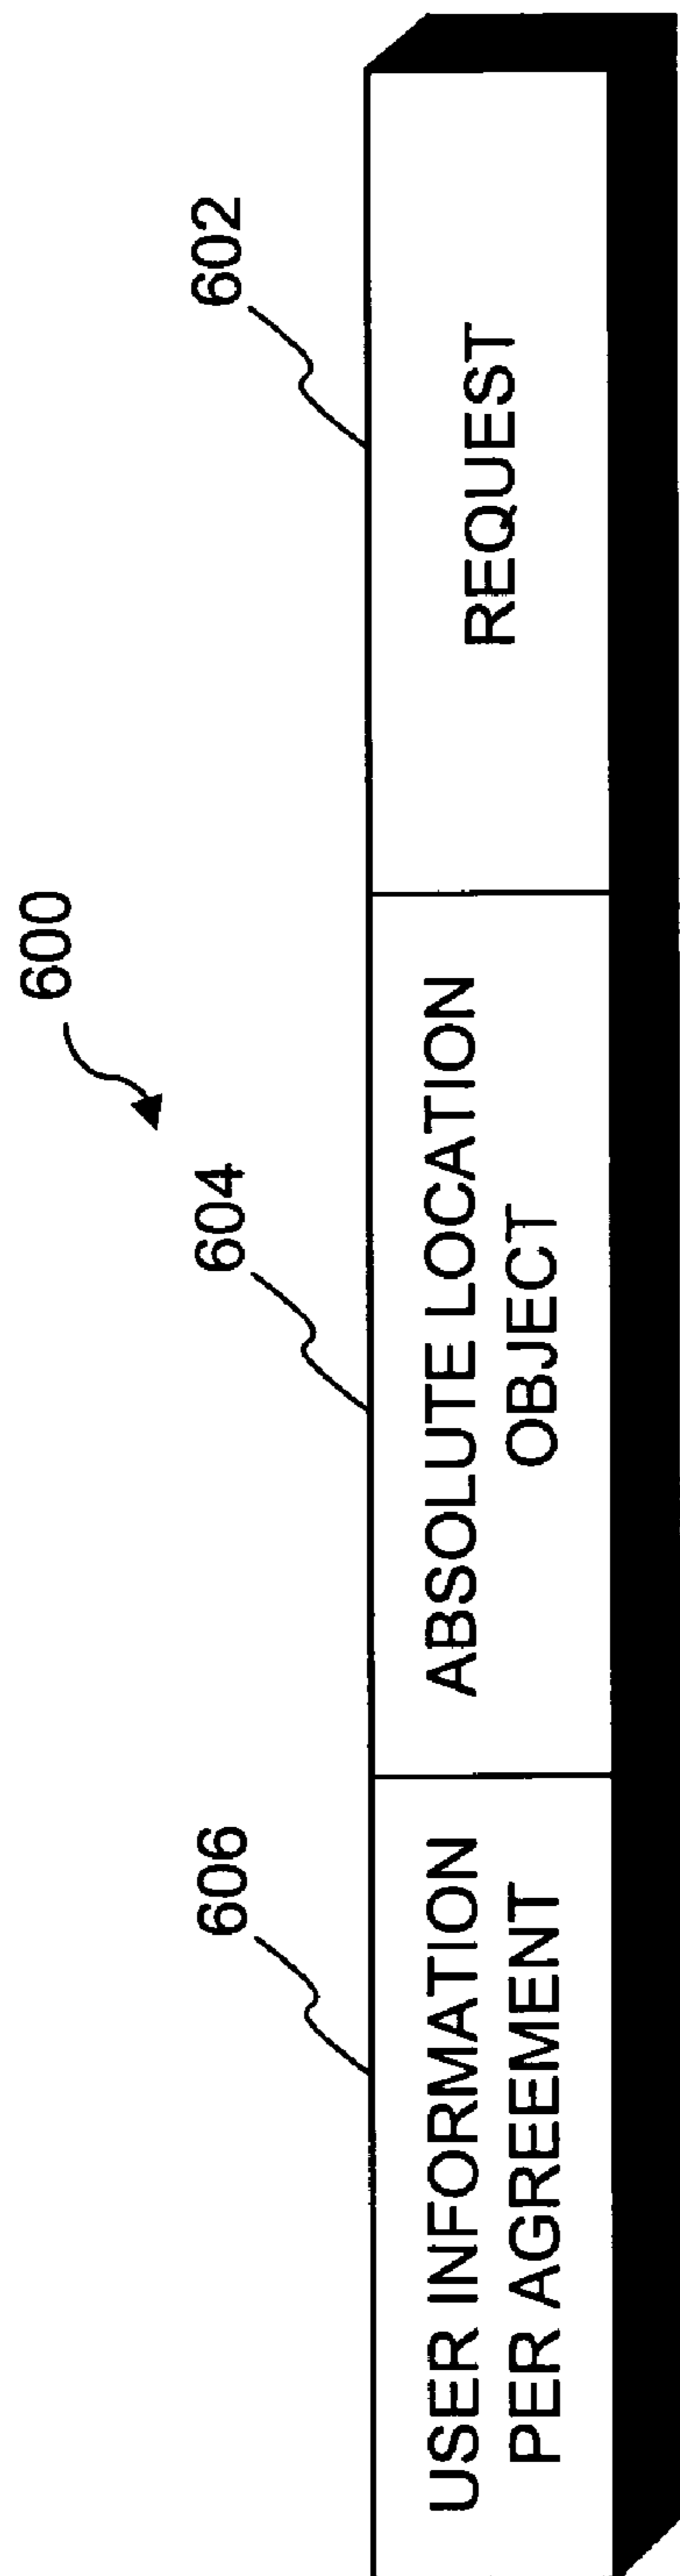 600
606
604
602
USER INFORMATION
PER AGREEMENT
ABSOLUTE LOCATION
OBJECT
REQUEST